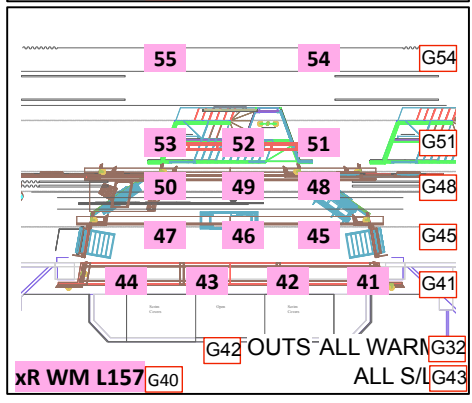 55 54 G54
53 52 51 G51
50 49 48 G48
47 46 45 G45
44 43 42 41 G41
G42 OUTS ALL WARM G32
xR WM L157 G40 ALL S/L G43